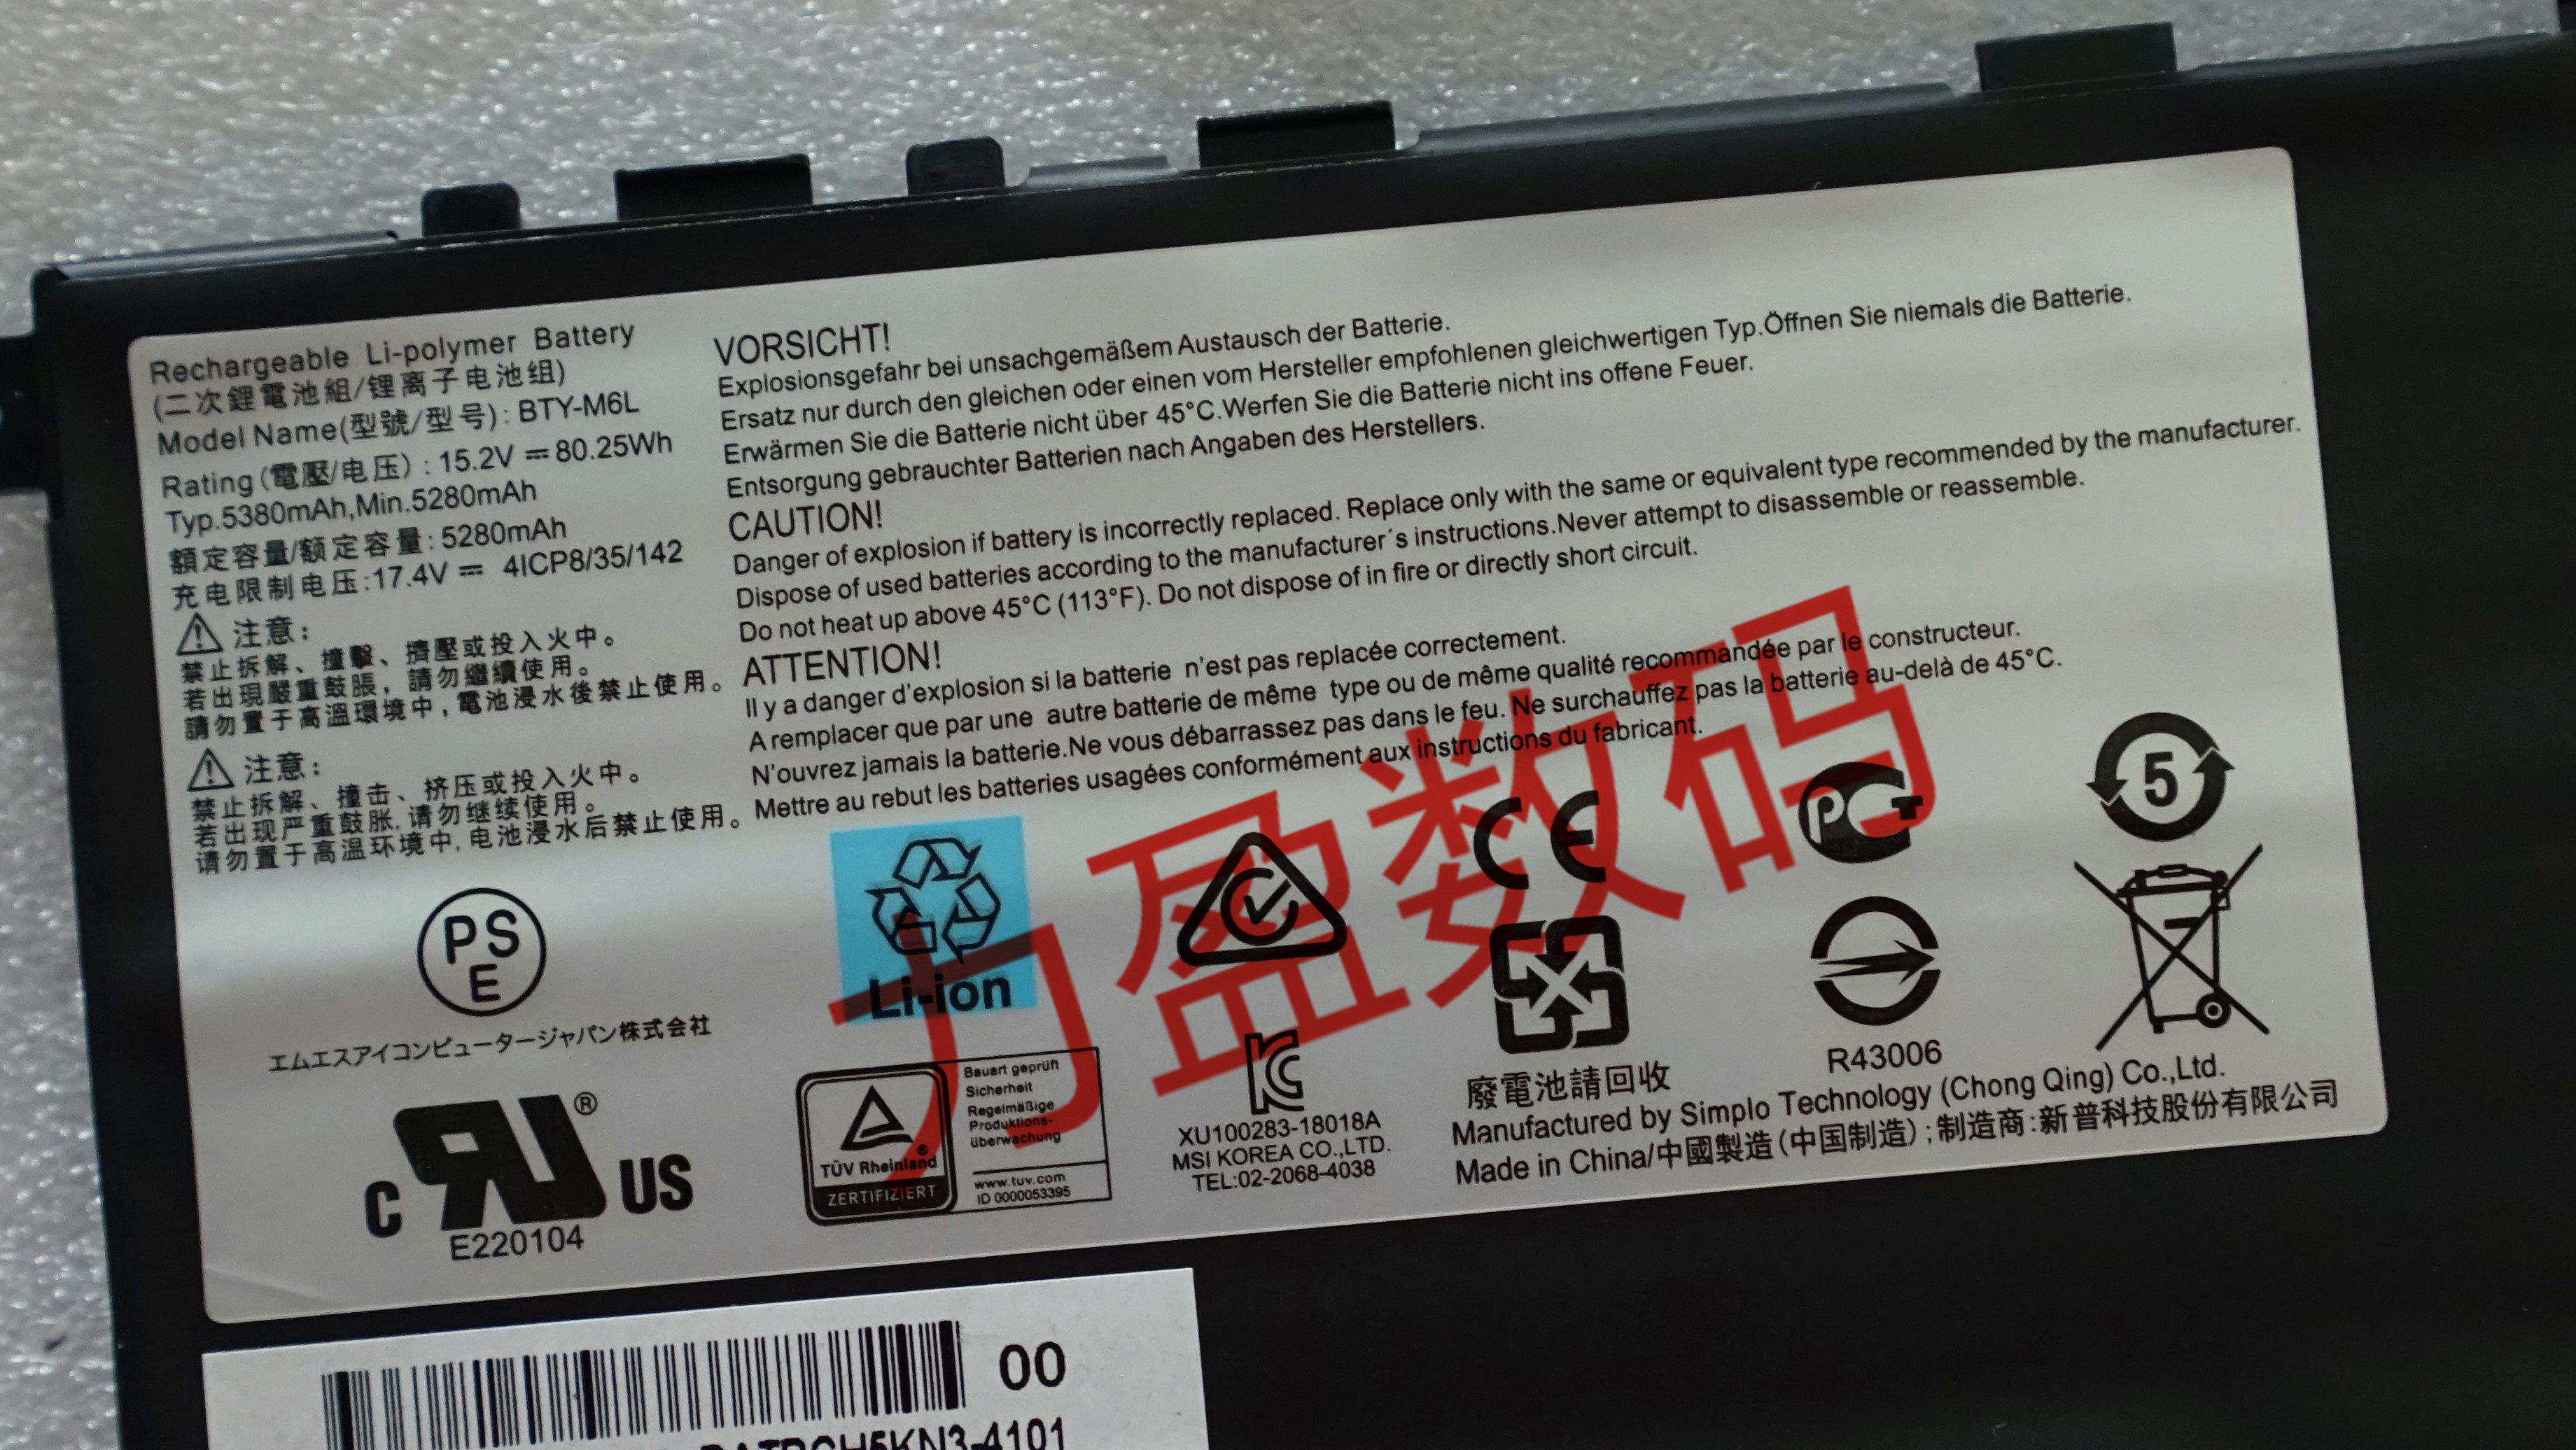 Rechargeable Li-polymer Battery
(二次鋰電池組/锂离子电池组)
Model Name(型號/型号): BTY-M6L
Rating(電壓/电压) : 15.2V ⎓ 80.25Wh
Typ.5380mAh,Min.5280mAh
額定容量/额定容量: 5280mAh
充电限制电压:17.4V ⎓ 4ICP8/35/142
注意:
禁止拆解、撞擊、擠壓或投入火中。
若出現嚴重鼓脹，請勿繼續使用。
請勿置于高溫環境中,電池浸水後禁止使用。
注意:
禁止拆解、撞击、挤压或投入火中。
若出现严重鼓胀,请勿继续使用。
请勿置于高温环境中,电池浸水后禁止使用。
VORSICHT!
Explosionsgefahr bei unsachgemäßem Austausch der Batterie.
Ersatz nur durch den gleichen oder einen vom Hersteller empfohlenen gleichwertigen Typ.Öffnen Sie niemals die Batterie.
Erwärmen Sie die Batterie nicht über 45°C.Werfen Sie die Batterie nicht ins offene Feuer.
Entsorgung gebrauchter Batterien nach Angaben des Herstellers.
CAUTION!
Danger of explosion if battery is incorrectly replaced. Replace only with the same or equivalent type recommended by the manufacturer.
Dispose of used batteries according to the manufacturer´s instructions.Never attempt to disassemble or reassemble.
Do not heat up above 45°C (113°F). Do not dispose of in fire or directly short circuit.
ATTENTION!
Il y a danger d'explosion si la batterie n'est pas replacée correctement.
A remplacer que par une autre batterie de même type ou de même qualité recommandée par le constructeur.
N'ouvrez jamais la batterie.Ne vous débarrassez pas dans le feu. Ne surchauffez pas la batterie au-delà de 45°C.
Mettre au rebut les batteries usagées conformément aux instructions du fabricant.
力盈数码
PS
E
エムエスアイコンピュータージャパン株式会社
Li-ion
CE
PCT
5
C RU ® US
E220104
TÜV Rheinland ®
ZERTIFIZIERT
Bauart geprüft
Sicherheit
Regelmäßige
Produktions-
überwachung
www.tuv.com
ID 0000053395
KC
XU100283-18018A
MSI KOREA CO.,LTD.
TEL:02-2068-4038
廢電池請回收
R43006
Manufactured by Simplo Technology (Chong Qing) Co.,Ltd.
Made in China/中國製造(中国制造) ;制造商:新普科技股份有限公司
00